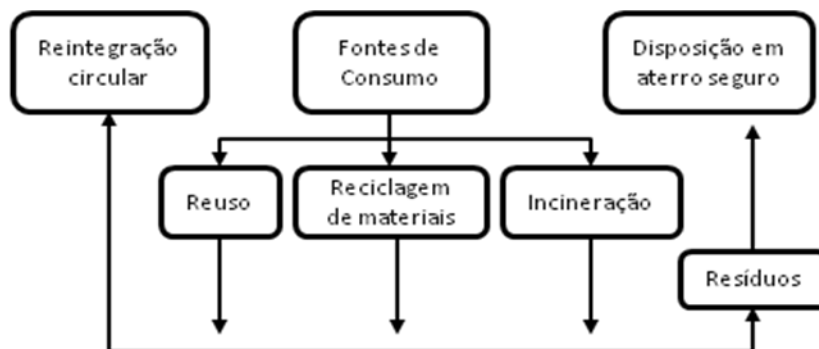 Reintegração
circular
Fontes de
Consumo
Disposição em
aterro seguro
Reuso
Reciclagem
de materiais
Incineração
Resíduos